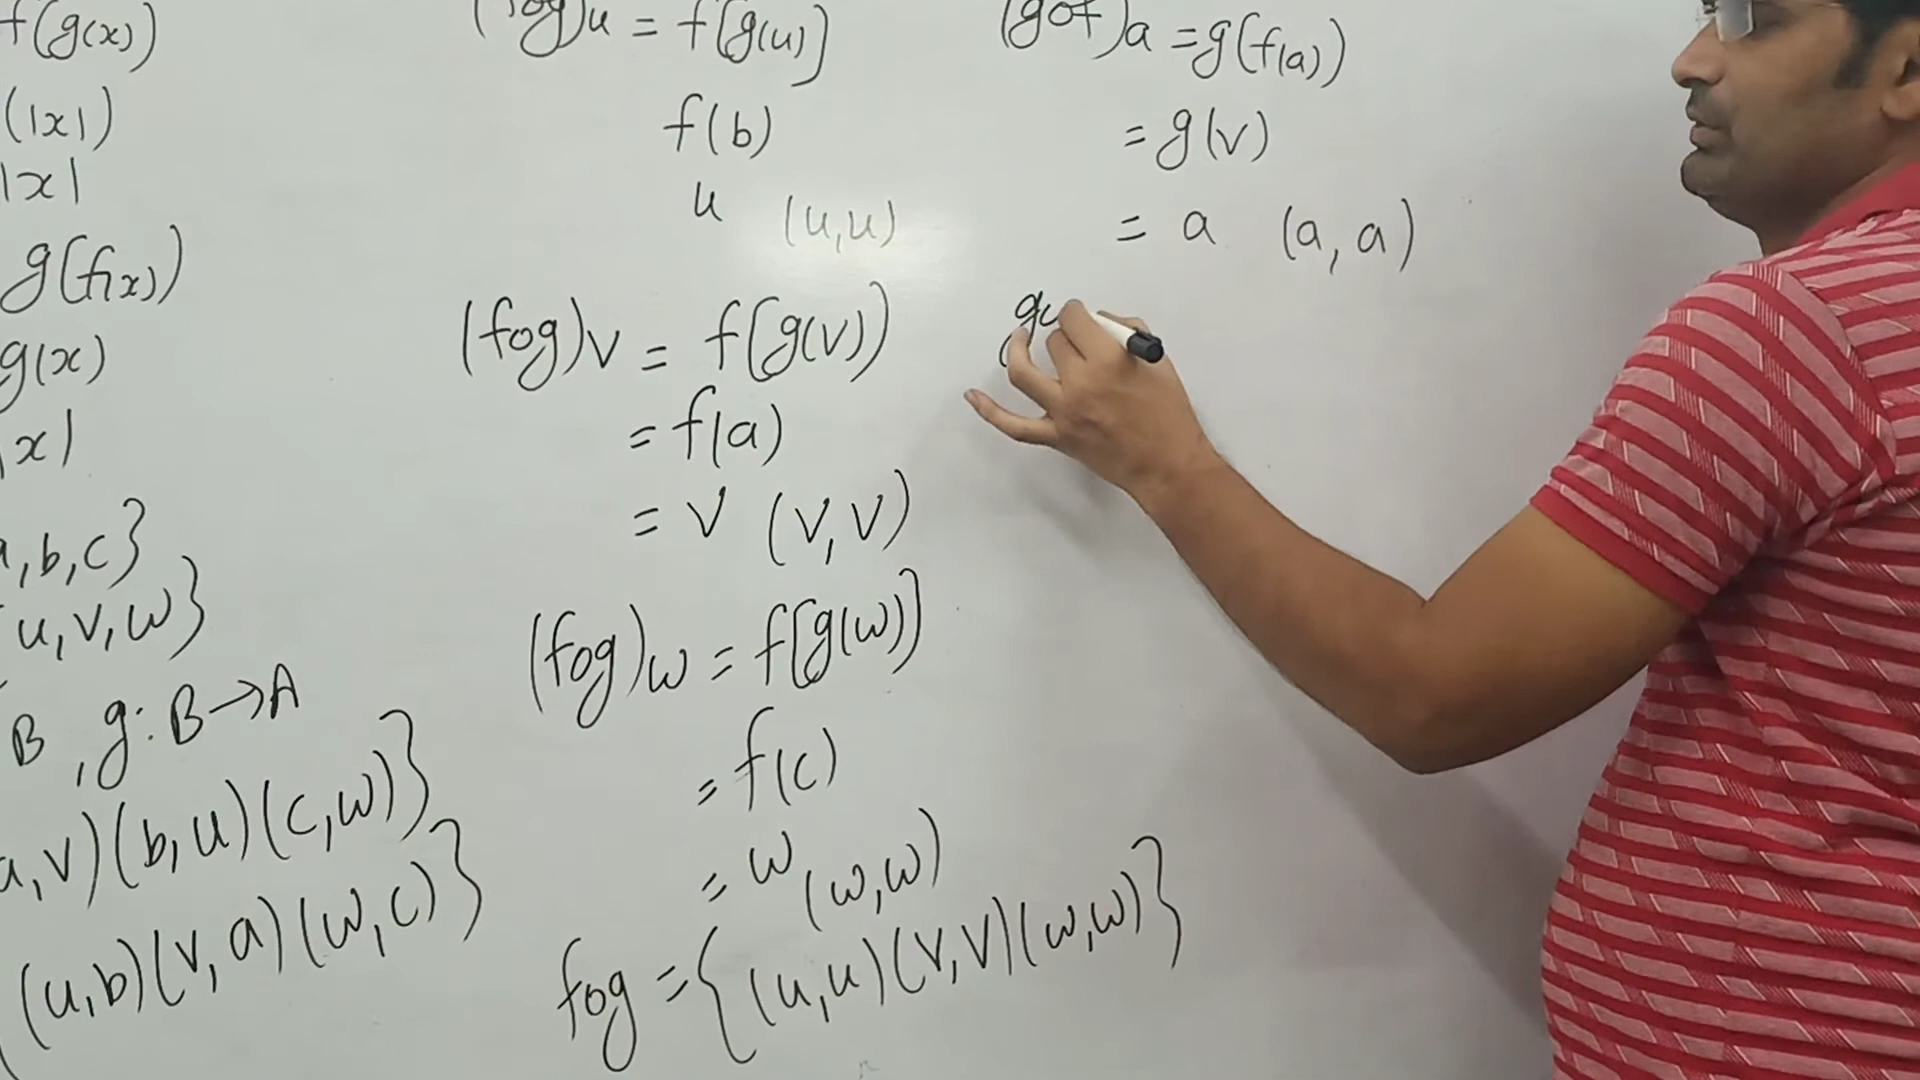 f(g(x))
(|x|)
|x|
g(f(x))
g(x)
|x|
a,b,c}
u,v,w}
B , g: B→A
a,v)(b,u)(c,w)}
(u,b)(v,a)(w,c)}
(fog)u = f[g(u)]
f(b)
u (u,u)
(fog)v = f[g(v))
= f(a)
= v (v,v)
(fog)w = f[g(w)]
= f(c)
= w (w,w)
fog = {(u,u)(v,v)(w,w)}
(gof)a = g(f(a))
= g(v)
= a (a,a)